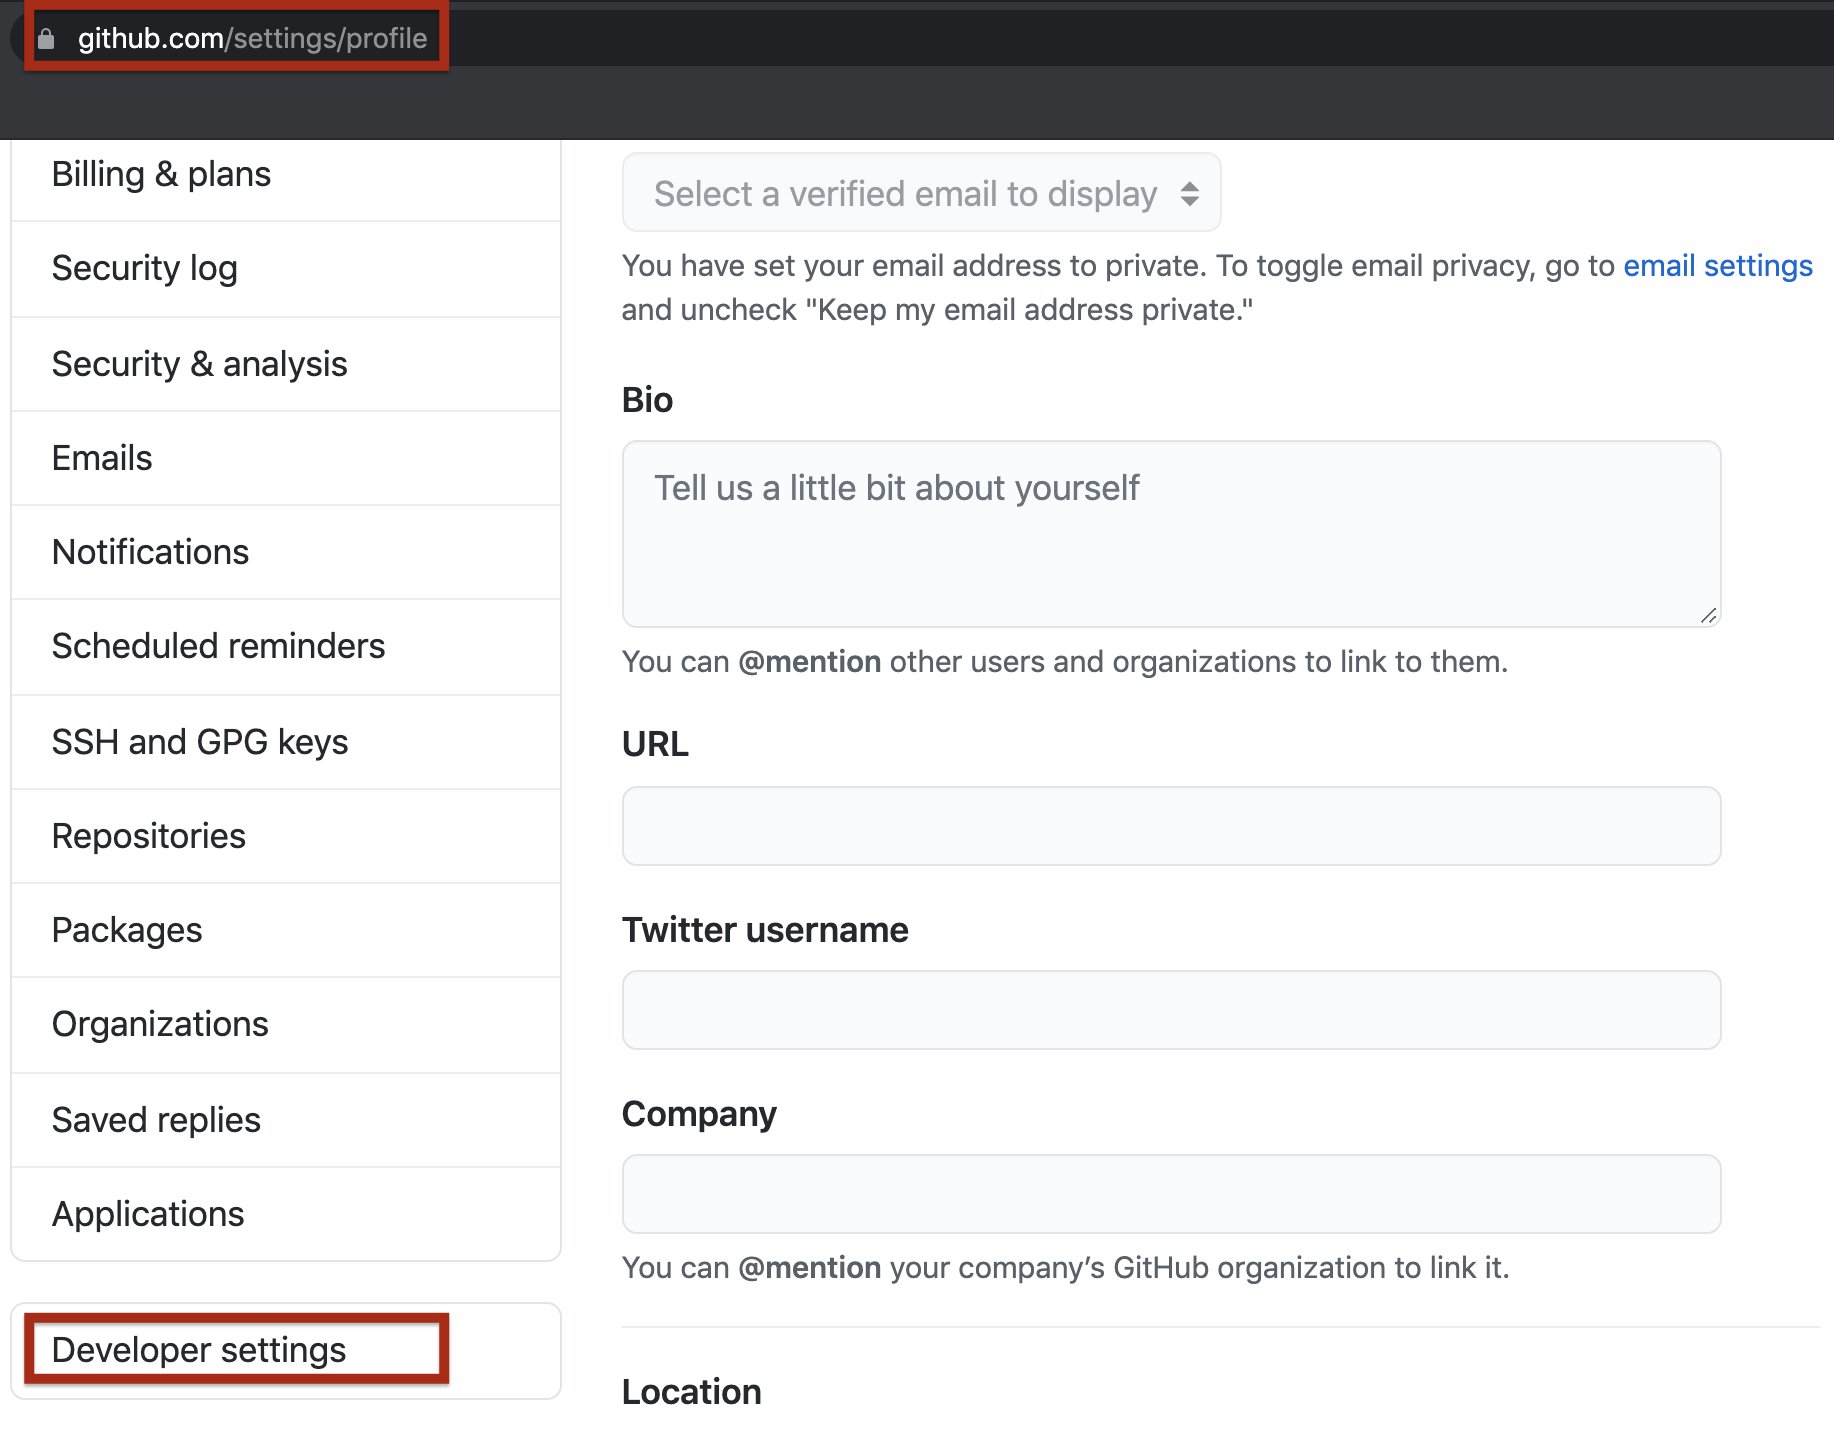 github.com/settings/profile
Billing & plans
Security log
Security & analysis
Emails
Notifications
Scheduled reminders
SSH and GPG keys
Repositories
Packages
Organizations
Saved replies
Applications
Developer settings
Select a verified email to display
You have set your email address to private. To toggle email privacy, go to email settings
and uncheck "Keep my email address private."
Bio
Tell us a little bit about yourself
You can @mention other users and organizations to link to them.
URL
Twitter username
Company
You can @mention your company’s GitHub organization to link it.
Location